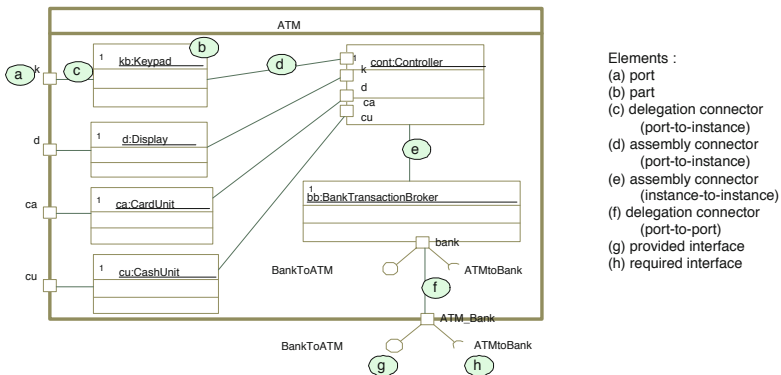 ATM
k
a
c
1
kb:Keypad
b
d
1
cont:Controller
k
d
ca
cu
d
1
d:Display
e
ca
1
ca:CardUnit
1
bb:BankTransactionBroker
cu
1
cu:CashUnit
bank
BankToATM
ATMtoBank
f
ATM_Bank
BankToATM
ATMtoBank
g
h
Elements :
(a) port
(b) part
(c) delegation connector
(port-to-instance)
(d) assembly connector
(port-to-instance)
(e) assembly connector
(instance-to-instance)
(f) delegation connector
(port-to-port)
(g) provided interface
(h) required interface